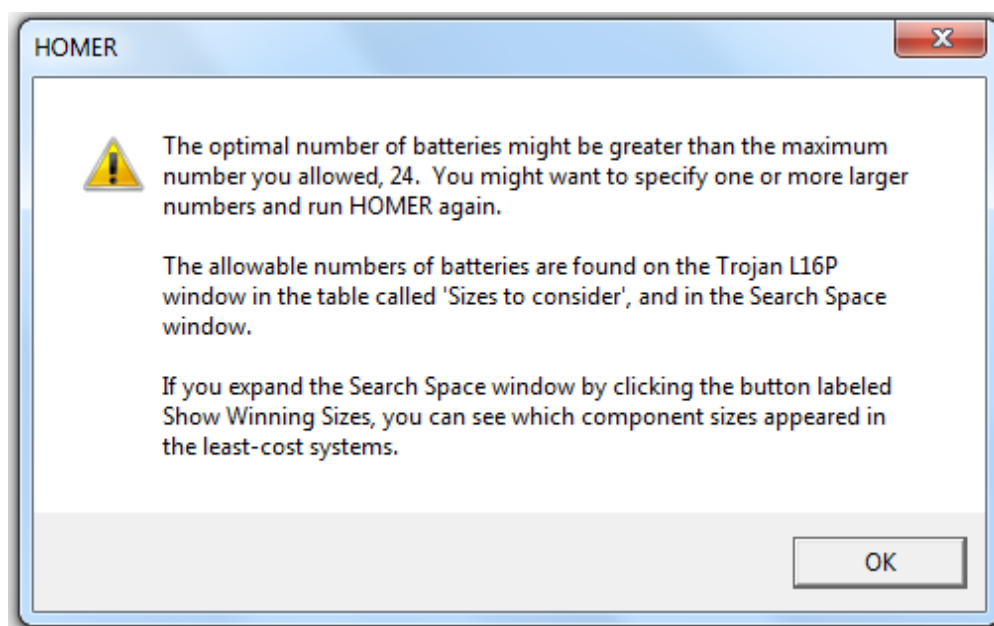 HOMER
The optimal number of batteries might be greater than the maximum
number you allowed, 24.  You might want to specify one or more larger
numbers and run HOMER again.
The allowable numbers of batteries are found on the Trojan L16P
window in the table called 'Sizes to consider', and in the Search Space
window.
If you expand the Search Space window by clicking the button labeled
Show Winning Sizes, you can see which component sizes appeared in
the least-cost systems.
OK